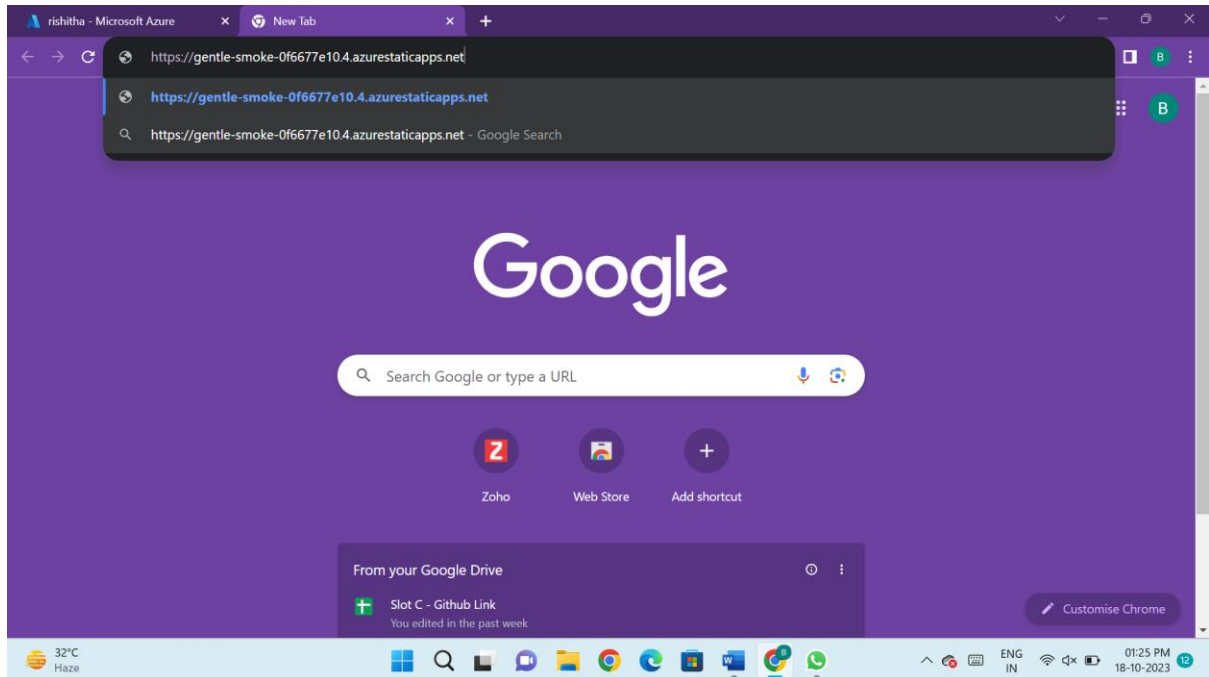 rishitha - Microsoft Azure
New Tab
https://gentle-smoke-0f6677e10.4.azurestaticapps.net
B
https://gentle-smoke-0f6677e10.4.azurestaticapps.net
https://gentle-smoke-0f6677e10.4.azurestaticapps.net - Google Search
B
Google
Search Google or type a URL
Z
Zoho
Web Store
Add shortcut
From your Google Drive
Slot C - Github Link
You edited in the past week
Customise Chrome
32°C
Haze
ENG
IN
01:25 PM
18-10-2023
12